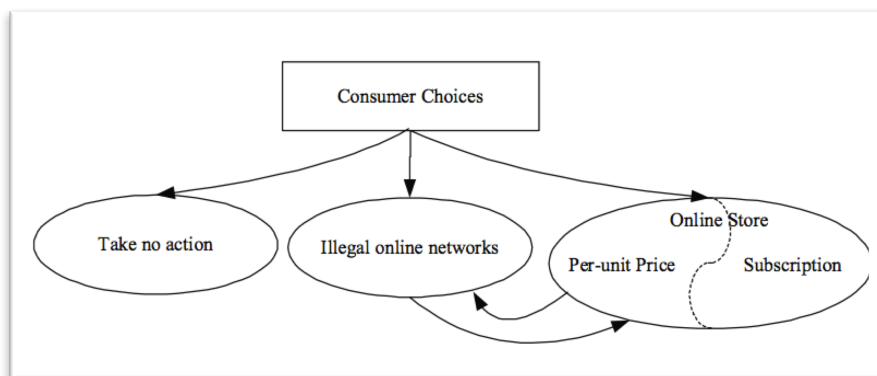 Consumer Choices
Take no action
Illegal online networks
Online Store
Per-unit Price
Subscription